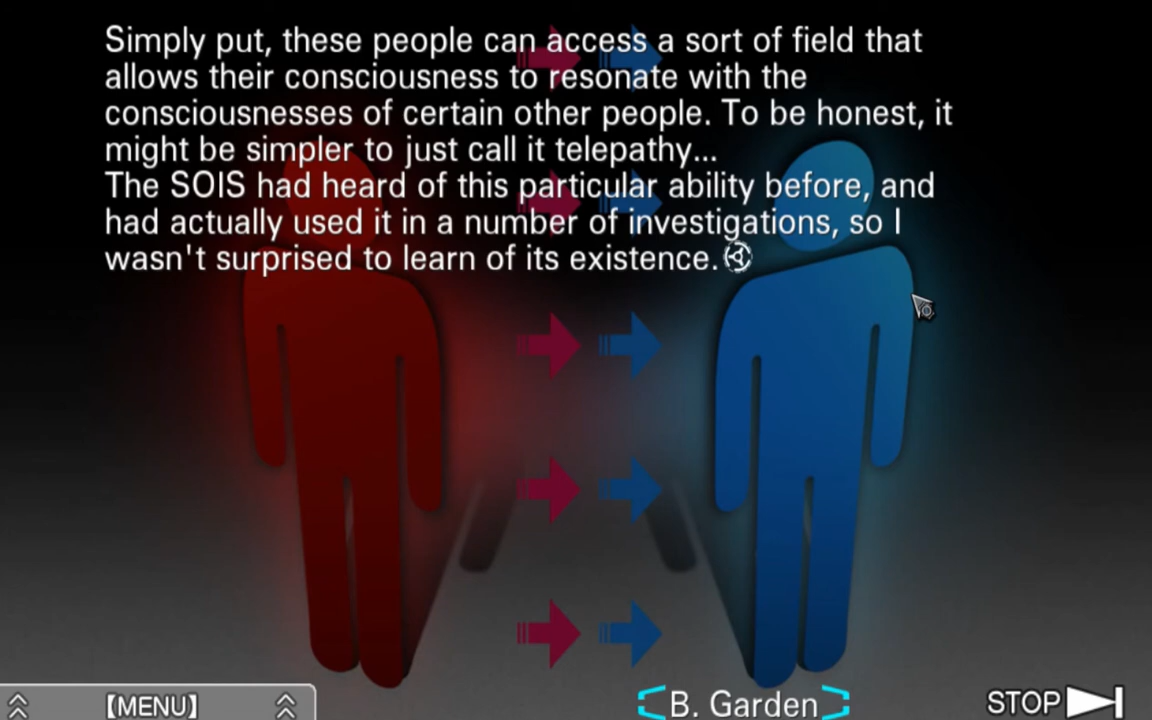 Simply put, these people can access a sort of field that
allows their consciousness to resonate with the
consciousnesses of certain other people. To be honest, it
might be simpler to just call it telepathy...
The SOIS had heard of this particular ability before, and
had actually used it in a number of investigations, so I
wasn't surprised to learn of its existence.
【MENU】
B. Garden
STOP